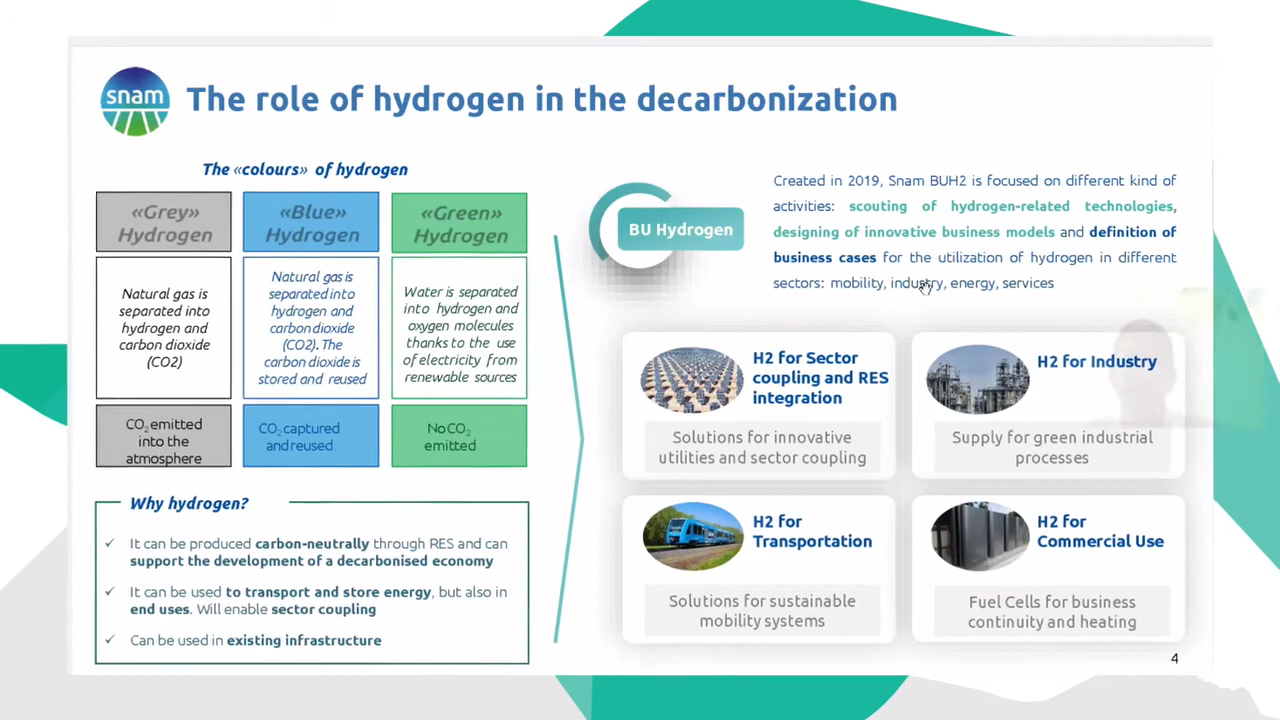 snam
The role of hydrogen in the decarbonization
The «colours» of hydrogen
«Grey»
Hydrogen
Natural gas is
separated into
hydrogen and
carbon dioxide
(CO2)
CO2 emitted
into the
atmosphere
«Blue»
Hydrogen
Natural gas is
separated into
hydrogen and
carbon dioxide
(CO2). The
carbon dioxide is
stored and reused
CO2 captured
and reused
«Green»
Hydrogen
Water is separated
into hydrogen and
oxygen molecules
thanks to the use
of electricity from
renewable sources
No CO2
emitted
Why hydrogen?
✓ It can be produced carbon-neutrally through RES and can
support the development of a decarbonised economy
✓ It can be used to transport and store energy, but also in
end uses. Will enable sector coupling
✓ Can be used in existing infrastructure
BU Hydrogen
Created in 2019, Snam BUH2 is focused on different kind of
activities: scouting of hydrogen-related technologies,
designing of innovative business models and definition of
business cases for the utilization of hydrogen in different
sectors: mobility, industry, energy, services
H2 for Sector
coupling and RES
integration
Solutions for innovative
utilities and sector coupling
H2 for Industry
Supply for green industrial
processes
H2 for
Transportation
Solutions for sustainable
mobility systems
H2 for
Commercial Use
Fuel Cells for business
continuity and heating
4